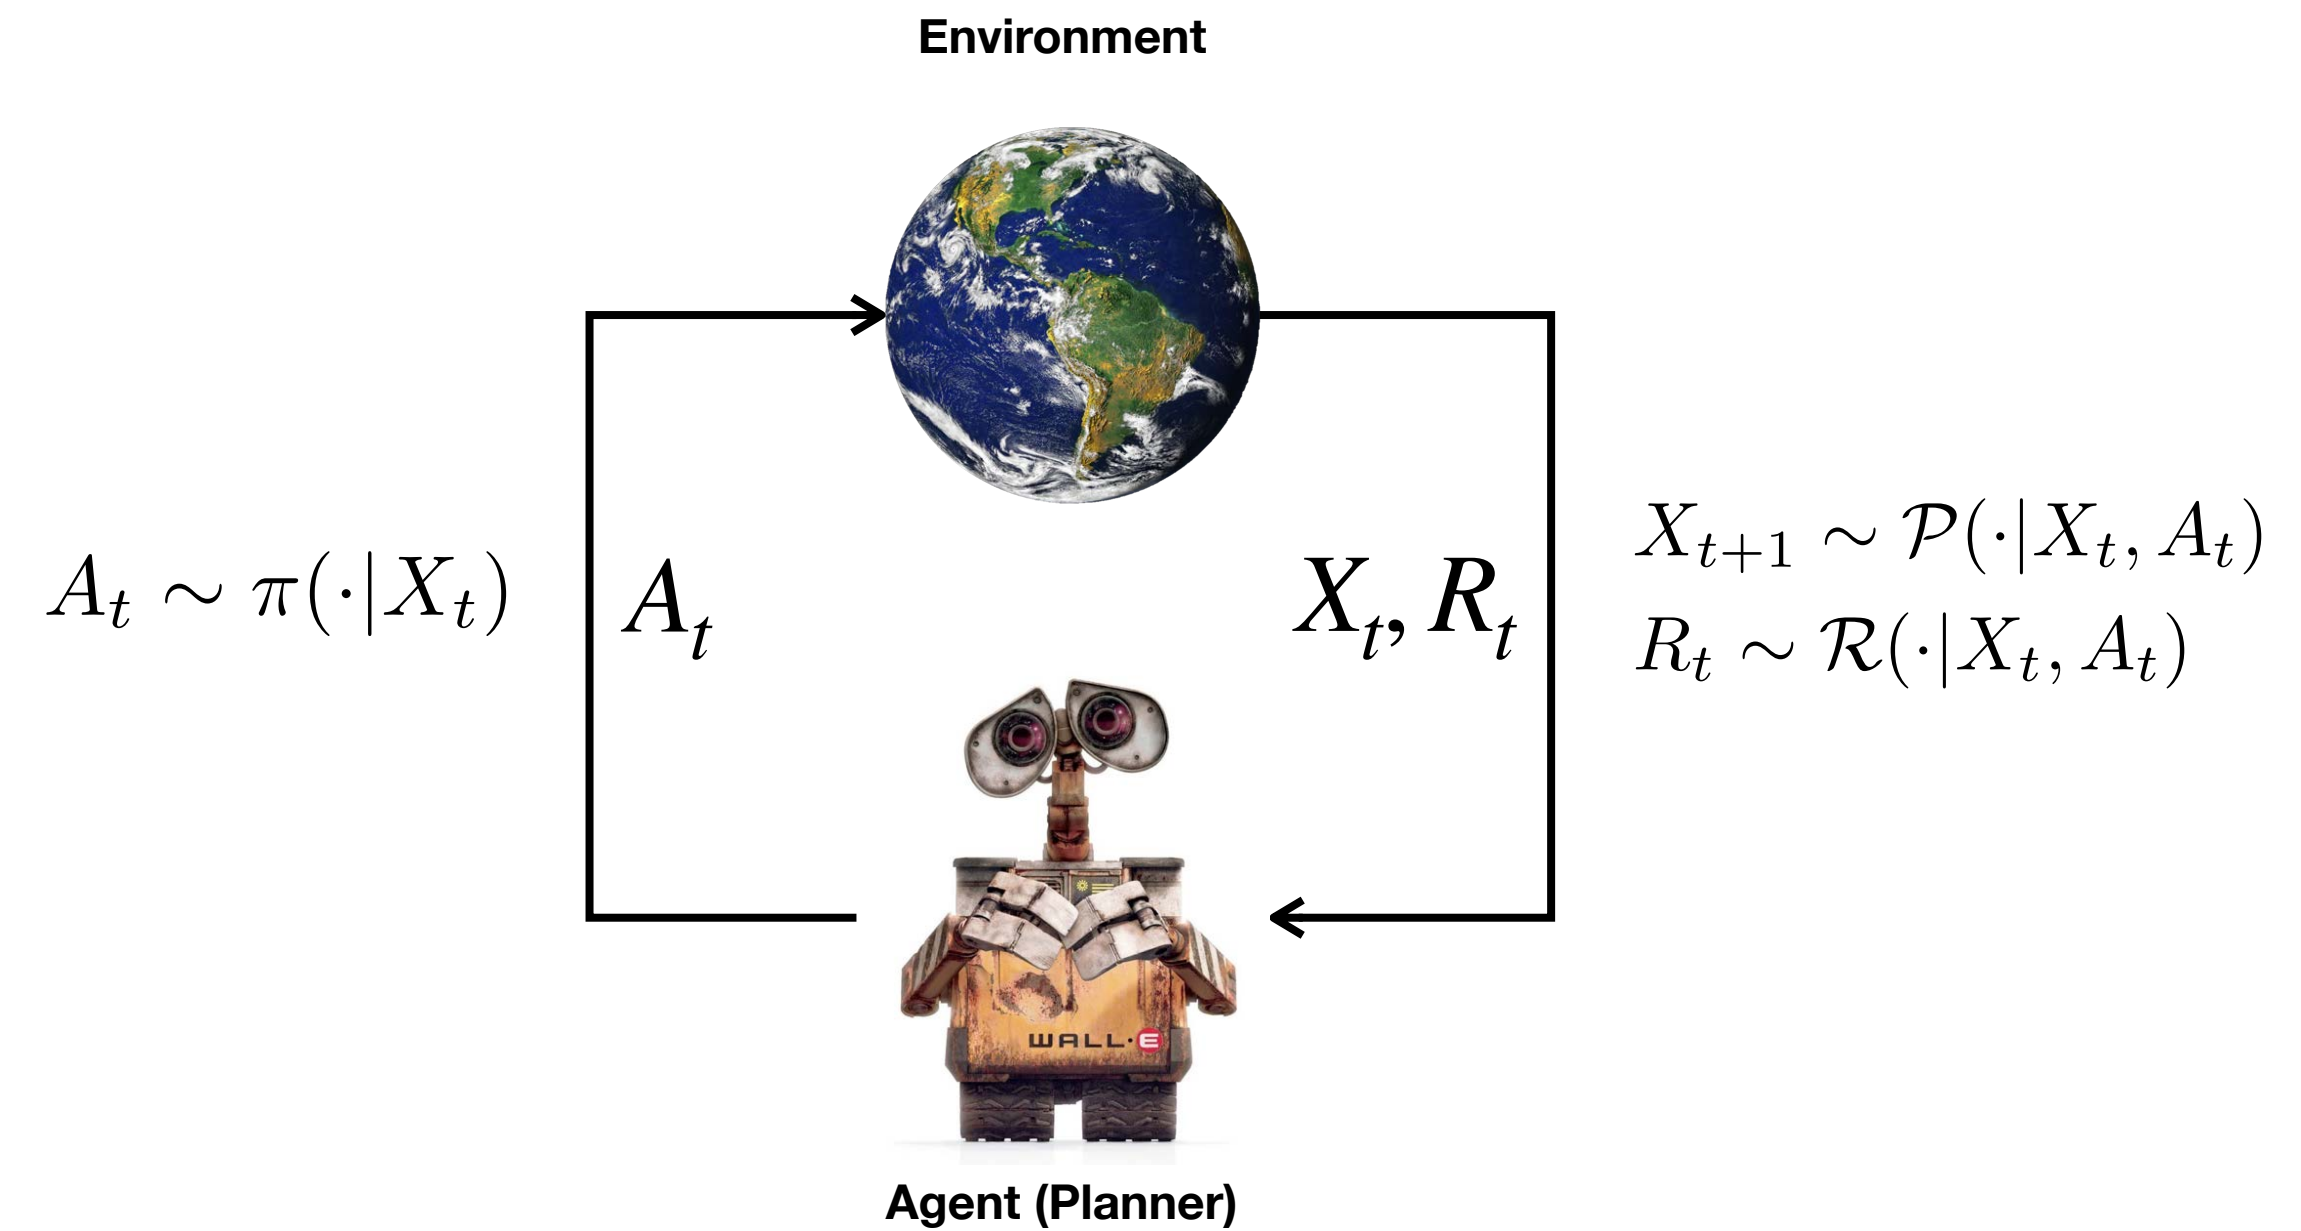 Environment
A_t ∼ π(·|X_t)
A_t
X_t, R_t
X_{t+1} ∼ 𝒫(·|X_t, A_t)
R_t ∼ ℛ(·|X_t, A_t)
WALL·E
Agent (Planner)